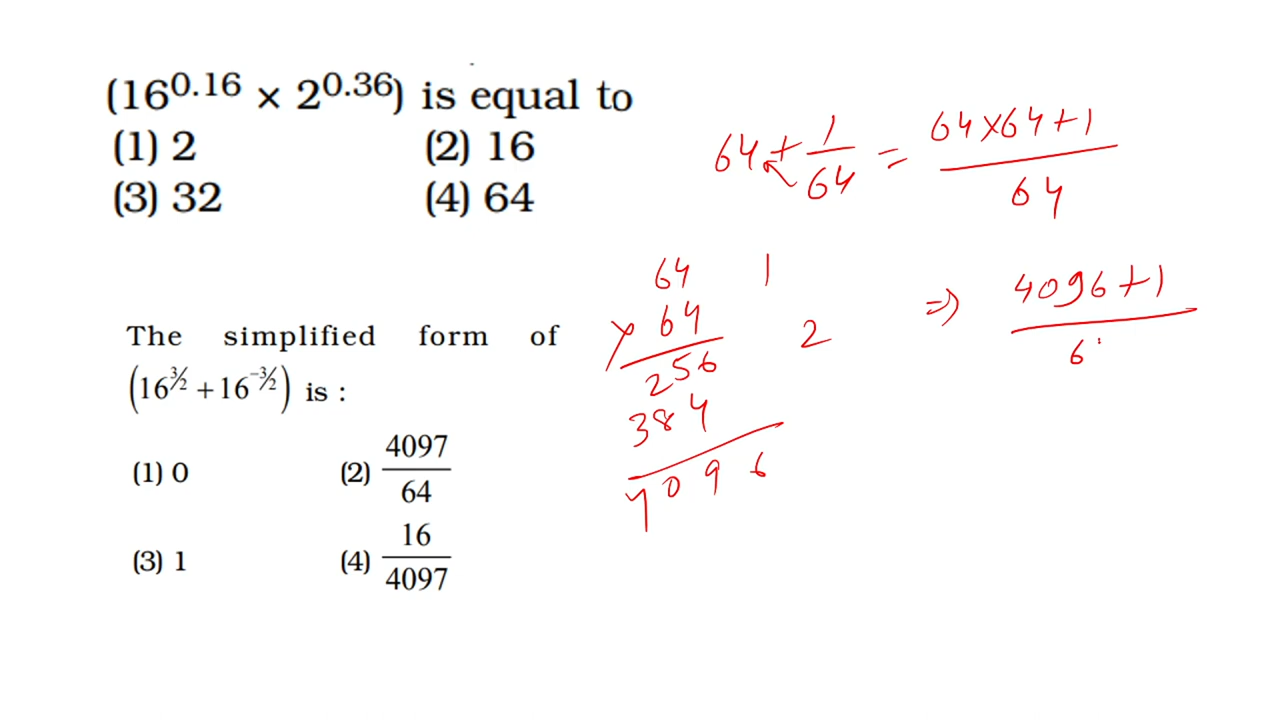 (16^0.16 × 2^0.36) is equal to
(1) 2 (2) 16
(3) 32 (4) 64
The simplified form of
(16^3/2 + 16^-3/2) is :
(1) 0 (2) 4097/64
(3) 1 (4) 16/4097
64 + 1/64 = 64×64+1/64
64 1
×64 2
256
384
4096
⇒ 4096+1/6